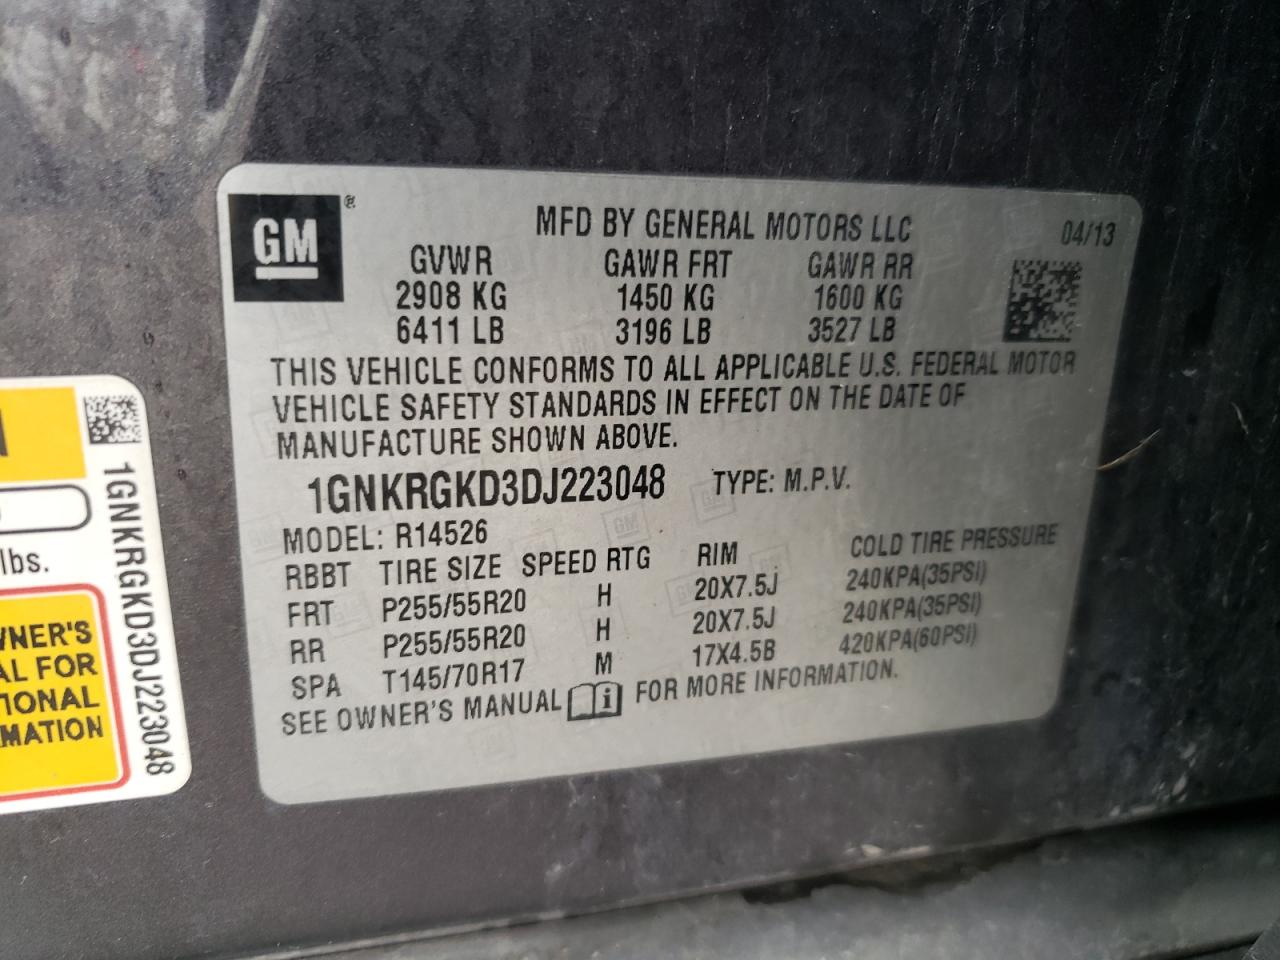 GM®
MFD BY GENERAL MOTORS LLC 04/13
GVWR GAWR FRT GAWR RR
2908 KG 1450 KG 1600 KG
6411 LB 3196 LB 3527 LB
THIS VEHICLE CONFORMS TO ALL APPLICABLE U.S. FEDERAL MOTOR
VEHICLE SAFETY STANDARDS IN EFFECT ON THE DATE OF
MANUFACTURE SHOWN ABOVE.
1GNKRGKD3DJ223048 TYPE: M.P.V.
MODEL: R14526
RBBT TIRE SIZE SPEED RTG RIM COLD TIRE PRESSURE
FRT P255/55R20 H 20X7.5J 240KPA(35PSI)
RR P255/55R20 H 20X7.5J 240KPA(35PSI)
SPA T145/70R17 M 17X4.5B 420KPA(60PSI)
SEE OWNER'S MANUAL i FOR MORE INFORMATION.
lbs.
WNER'S
AL FOR
TIONAL
MATION
1GNKRGKD3DJ223048